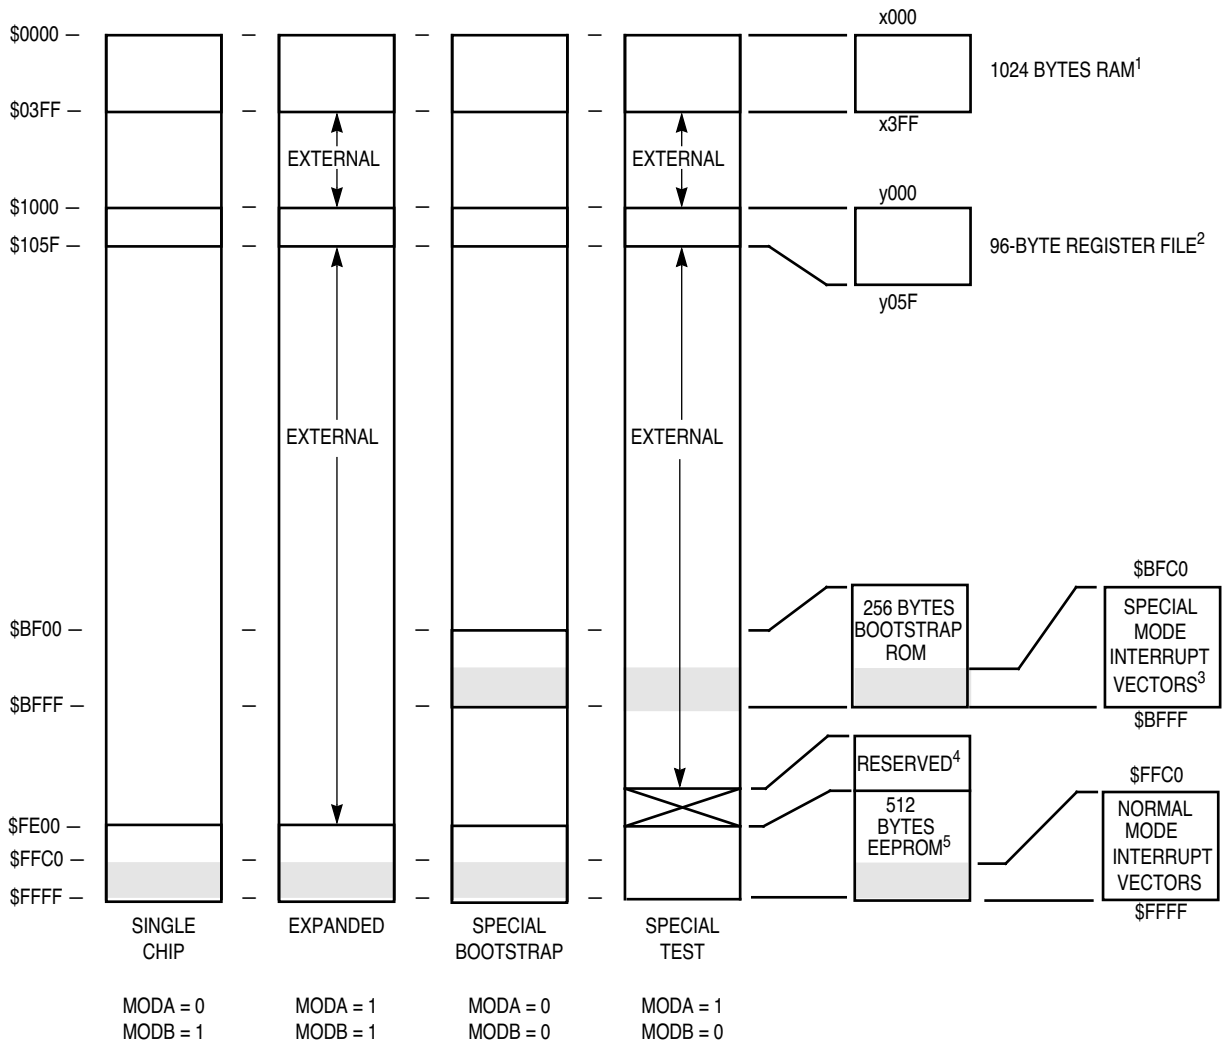 x000
$0000 –
1024 BYTES RAM1
$03FF –
x3FF
EXTERNAL
EXTERNAL
$1000 –
y000
$105F –
96-BYTE REGISTER FILE2
y05F
EXTERNAL
EXTERNAL
$BF00 –
256 BYTES
BOOTSTRAP
ROM
$BFC0
SPECIAL
MODE
INTERRUPT
VECTORS3
$BFFF –
$BFFF
RESERVED4
$FFC0
512
BYTES
EEPROM5
NORMAL
MODE
INTERRUPT
VECTORS
$FE00 –
$FFC0 –
$FFFF –
$FFFF
SINGLE
CHIP
EXPANDED
SPECIAL
BOOTSTRAP
SPECIAL
TEST
MODA = 0
MODB = 1
MODA = 1
MODB = 1
MODA = 0
MODB = 0
MODA = 1
MODB = 0